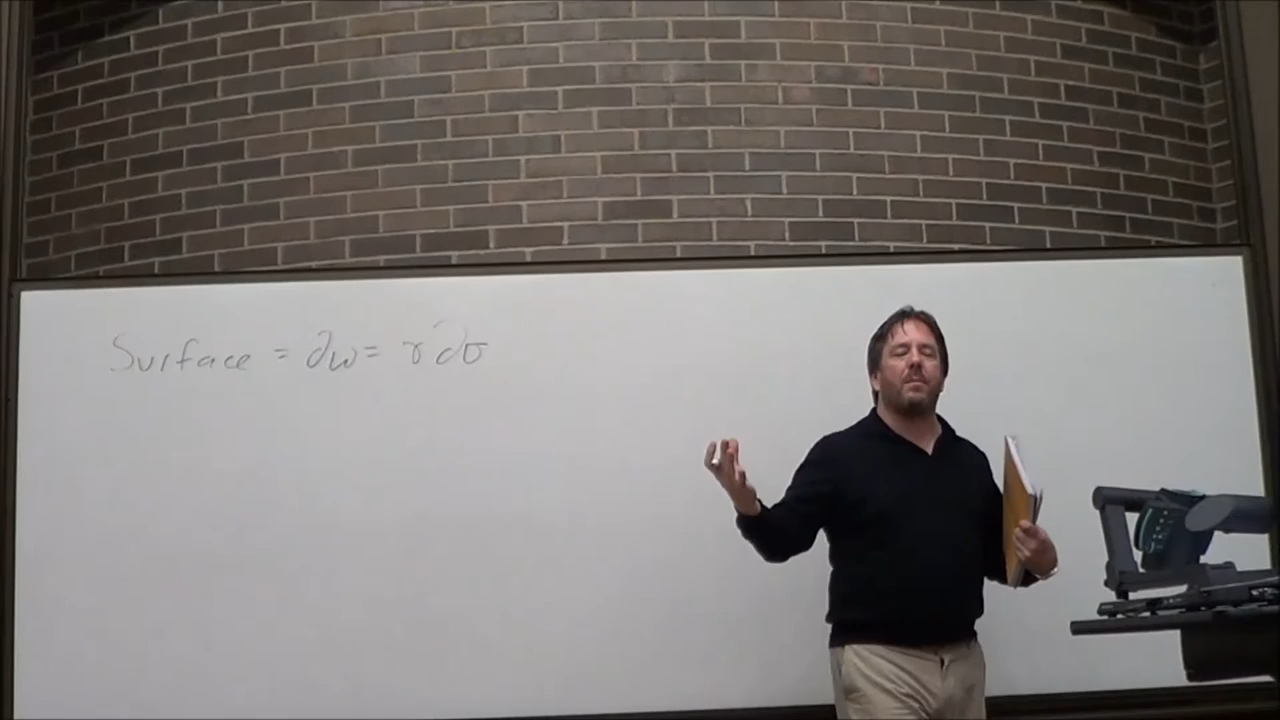 Surface = ∂w = γ∂σ